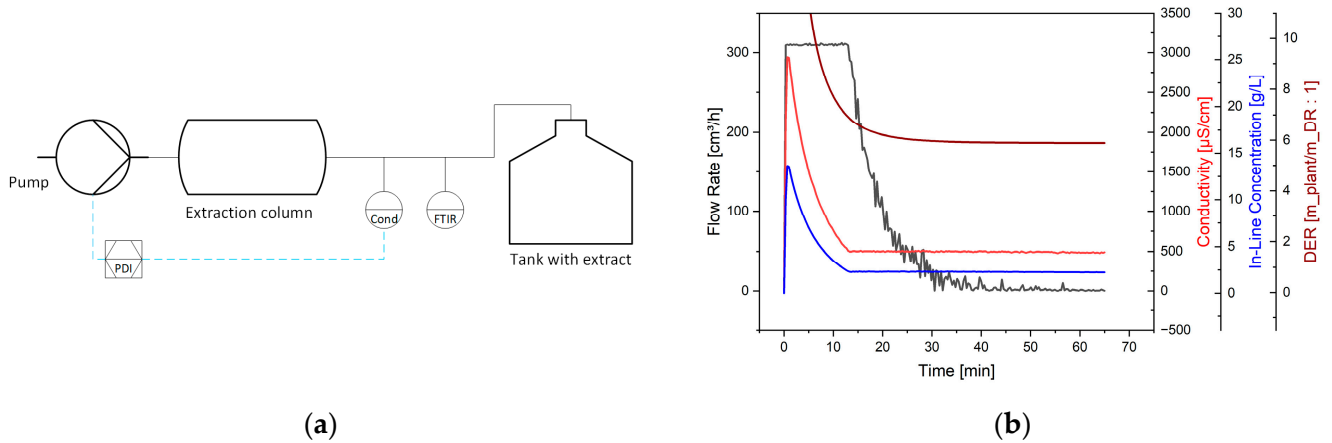 Pump
Extraction column
Cond
FTIR
PDI
Tank with extract
(a)
Flow Rate [cm³/h]
300
250
200
150
100
50
0
3500
3000
2500
2000
1500
1000
500
0
−500
Conductivity [µS/cm]
30
25
20
15
10
5
0
In-Line Concentration [g/L]
10
8
6
4
2
0
DER [m_plant/m_DR : 1]
0 10 20 30 40 50 60 70
Time [min]
(b)